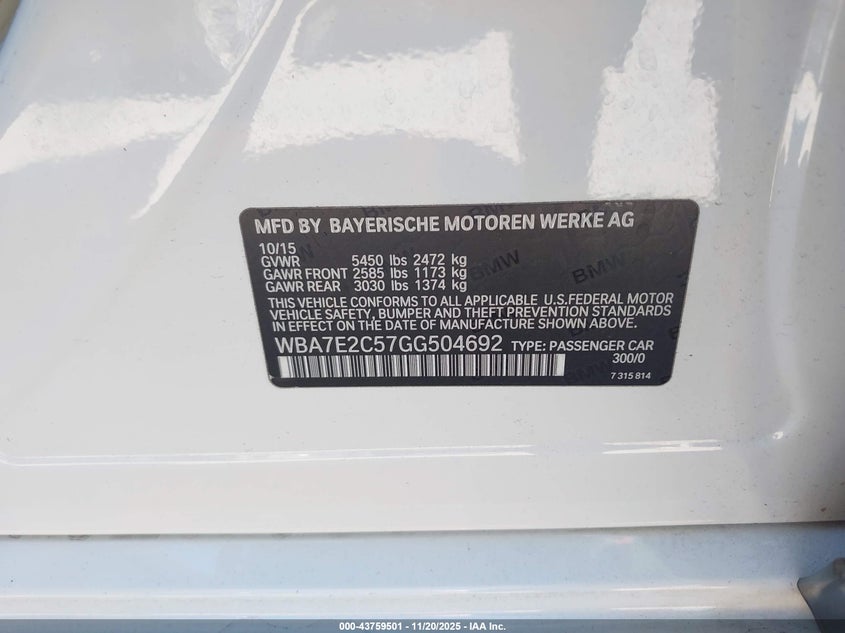 MFD BY BAYERISCHE MOTOREN WERKE AG
10/15
GVWR 5450 lbs 2472 kg
GAWR FRONT 2585 lbs 1173 kg
GAWR REAR 3030 lbs 1374 kg
THIS VEHICLE CONFORMS TO ALL APPLICABLE U.S.FEDERAL MOTOR
VEHICLE SAFETY, BUMPER AND THEFT PREVENTION STANDARDS
IN EFFECT ON THE DATE OF MANUFACTURE SHOWN ABOVE.
WBA7E2C57GG504692 TYPE: PASSENGER CAR
300/0
7 315 814
000-43759501 - 11/20/2025 - IAA Inc.